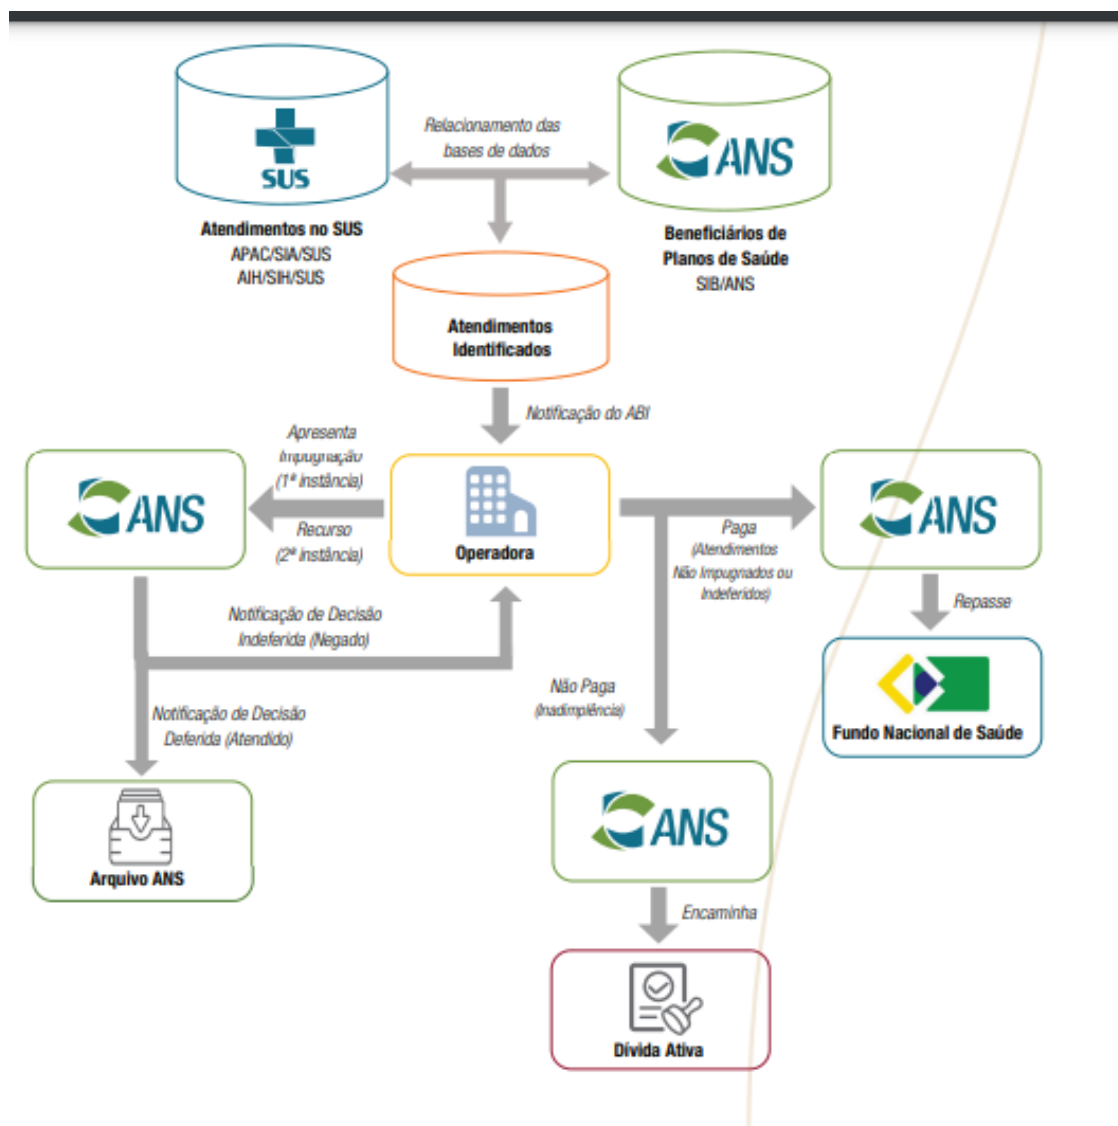 SUS
Relacionamento das
bases de dados
ANS
Atendimentos no SUS
APAC/SIA/SUS
AIH/SIH/SUS
Beneficiários de
Planos de Saúde
SIB/ANS
Atendimentos
Identificados
Notificação do ABI
Apresenta
Impugnação
(1ª instância)
Recurso
(2ª instância)
ANS
Operadora
Paga
(Atendimentos
Não Impugnados ou
Indeferidos)
ANS
Repasse
Fundo Nacional de Saúde
Notificação de Decisão
Indeferida (Negado)
Notificação de Decisão
Deferida (Atendido)
Não Paga
(Inadimplência)
Arquivo ANS
ANS
Encaminha
Dívida Ativa